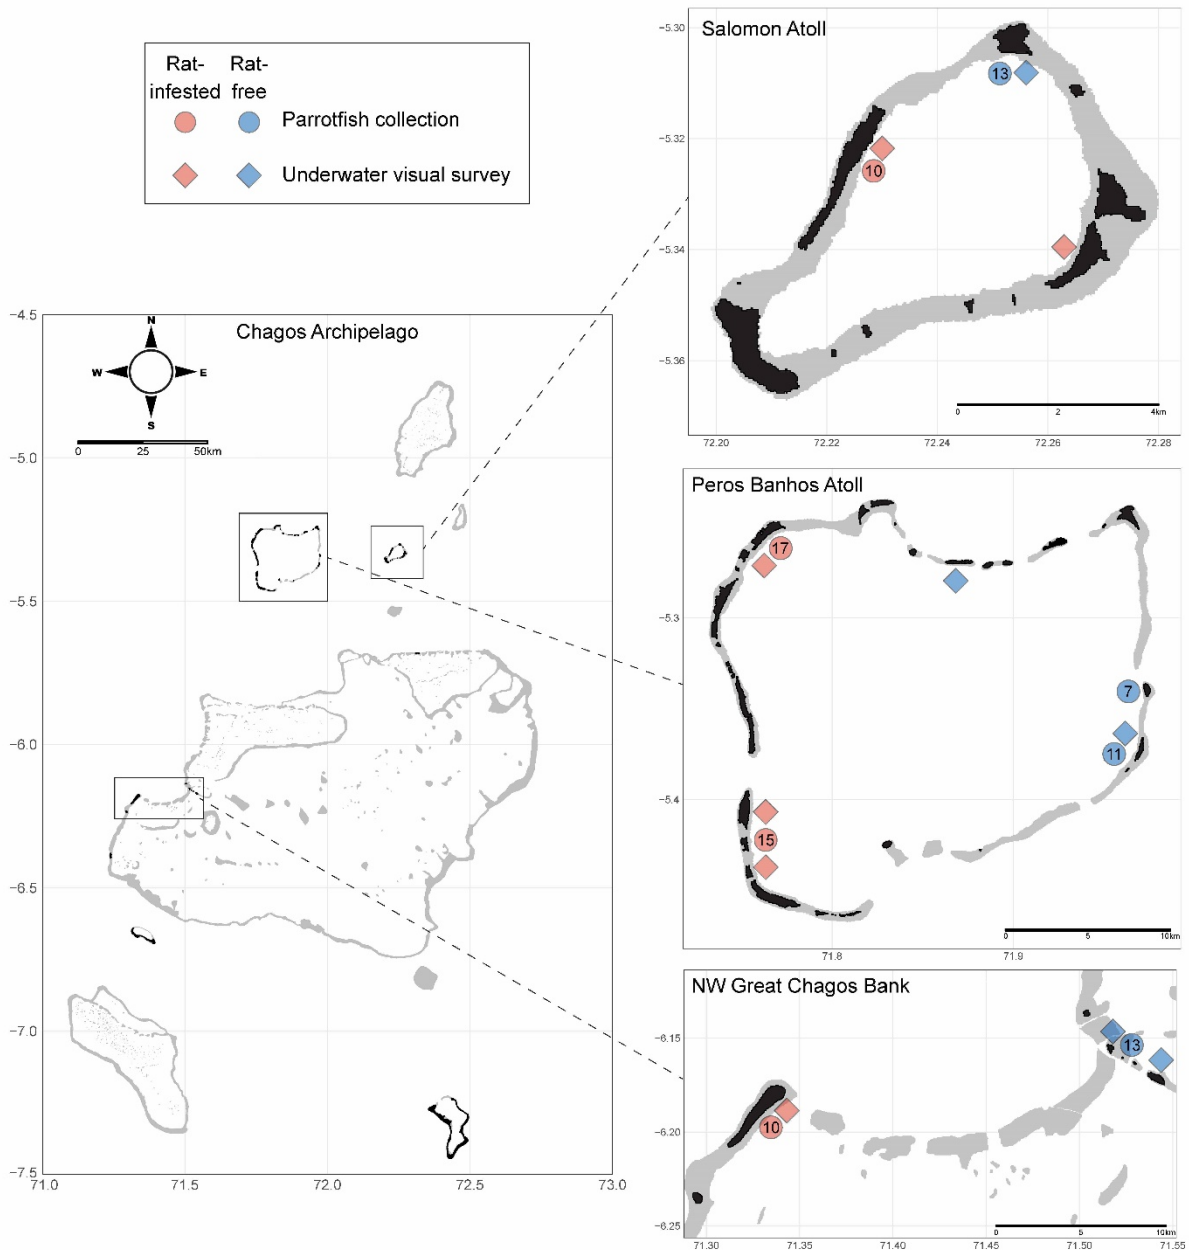 Rat-
infested
Rat-
free
Parrotfish collection
Underwater visual survey
Chagos Archipelago
N
W
E
S
0
25
50km
−4.5
−5.0
−5.5
−6.0
−6.5
−7.0
−7.5
71.0
71.5
72.0
72.5
73.0
Salomon Atoll
13
10
−5.30
−5.32
−5.34
−5.36
0
2
4km
72.20
72.22
72.24
72.26
72.28
Peros Banhos Atoll
17
7
11
15
−5.3
−5.4
0
5
10km
71.8
71.9
NW Great Chagos Bank
13
10
−6.15
−6.20
−6.25
0
5
10km
71.30
71.35
71.40
71.45
71.50
71.55